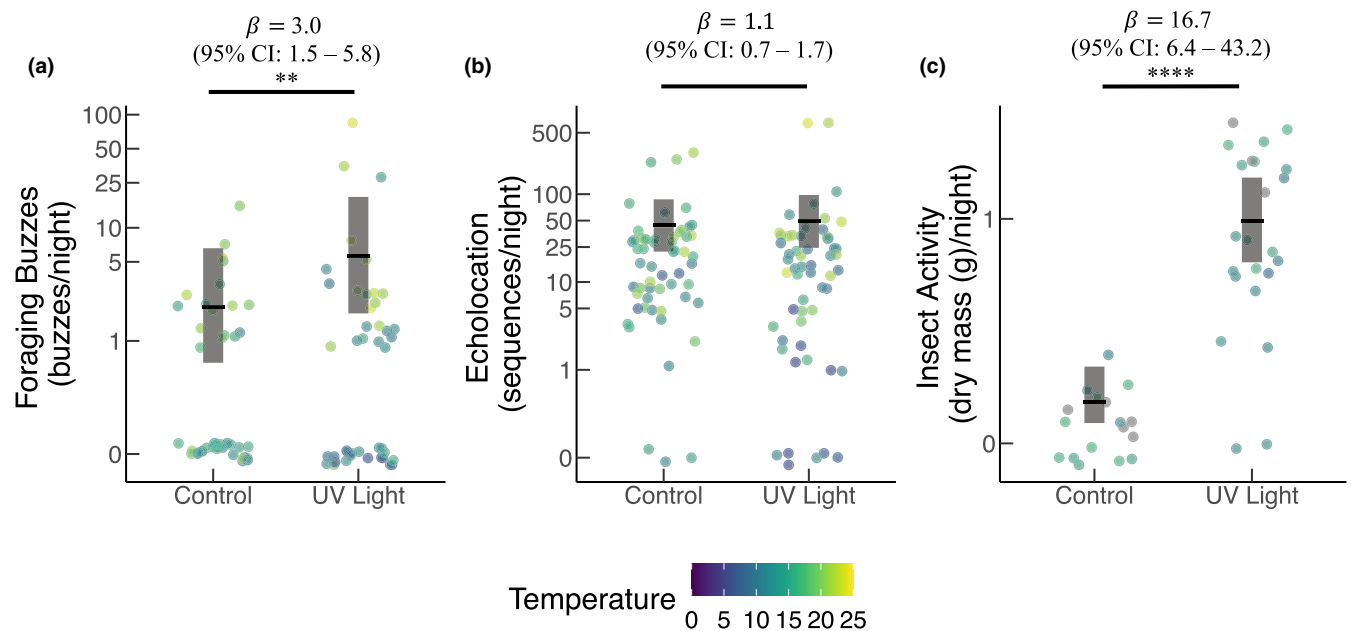 (a)
β = 3.0
(95% CI: 1.5 – 5.8)
**
Foraging Buzzes
(buzzes/night)
100
50
25
10
5
1
0
Control
UV Light
(b)
β = 1.1
(95% CI: 0.7 – 1.7)
Echolocation
(sequences/night)
500
100
50
25
10
5
1
0
Control
UV Light
(c)
β = 16.7
(95% CI: 6.4 – 43.2)
****
Insect Activity
(dry mass (g)/night)
1
0
Control
UV Light
Temperature
0 5 10 15 20 25